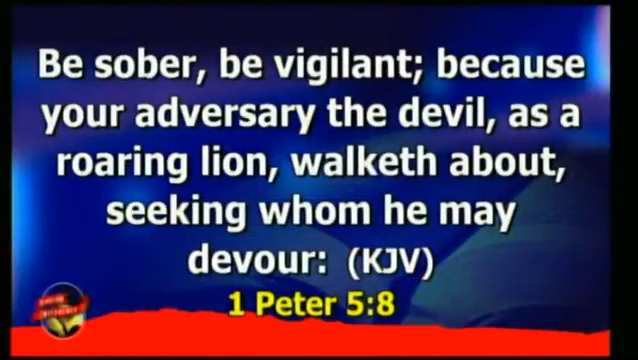 Be sober, be vigilant; because
your adversary the devil, as a
roaring lion, walketh about,
seeking whom he may
devour: (KJV)
1 Peter 5:8